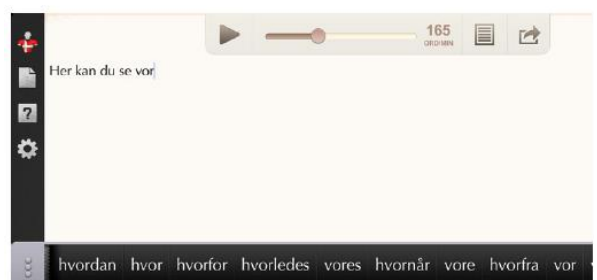 165
ORD/MIN
Her kan du se vor
?
hvordan hvor hvorfor hvorledes vores hvornår vore hvorfra vor